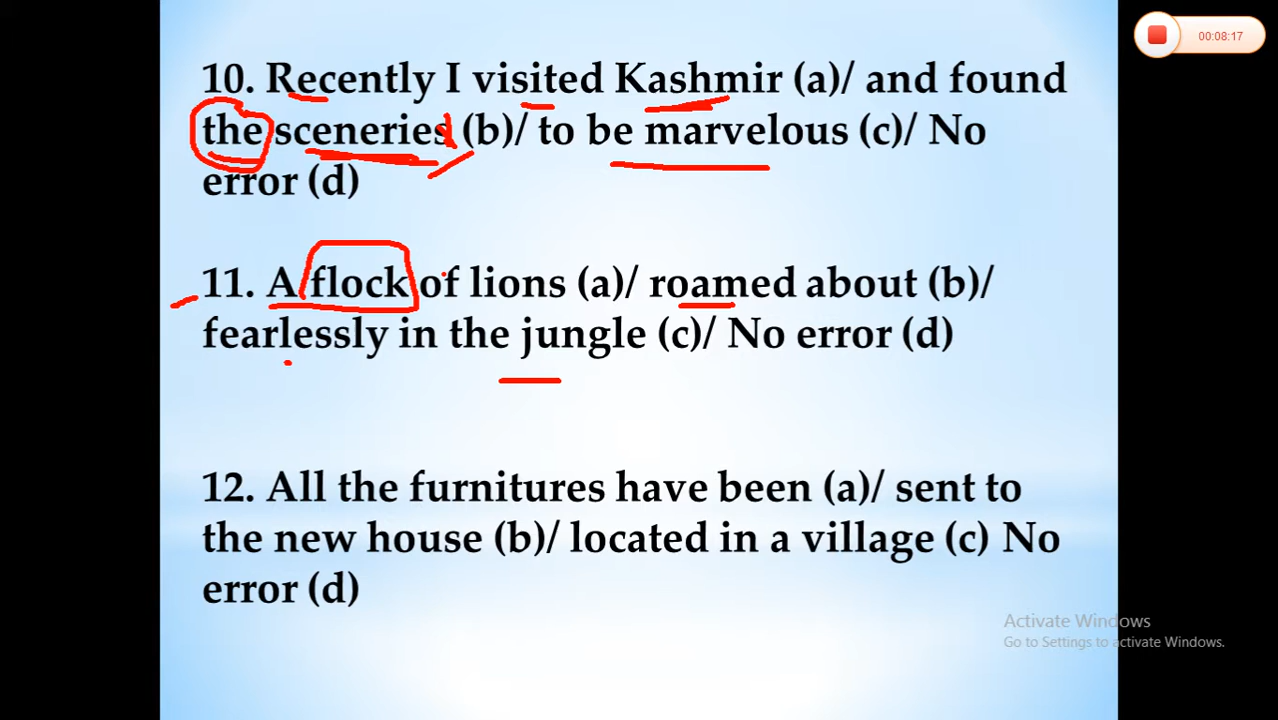 00:08:17
10. Recently I visited Kashmir (a)/ and found
the sceneries (b)/ to be marvelous (c)/ No
error (d)
11. A flock of lions (a)/ roamed about (b)/
fearlessly in the jungle (c)/ No error (d)
12. All the furnitures have been (a)/ sent to
the new house (b)/ located in a village (c) No
error (d)
Activate Windows
Go to Settings to activate Windows.